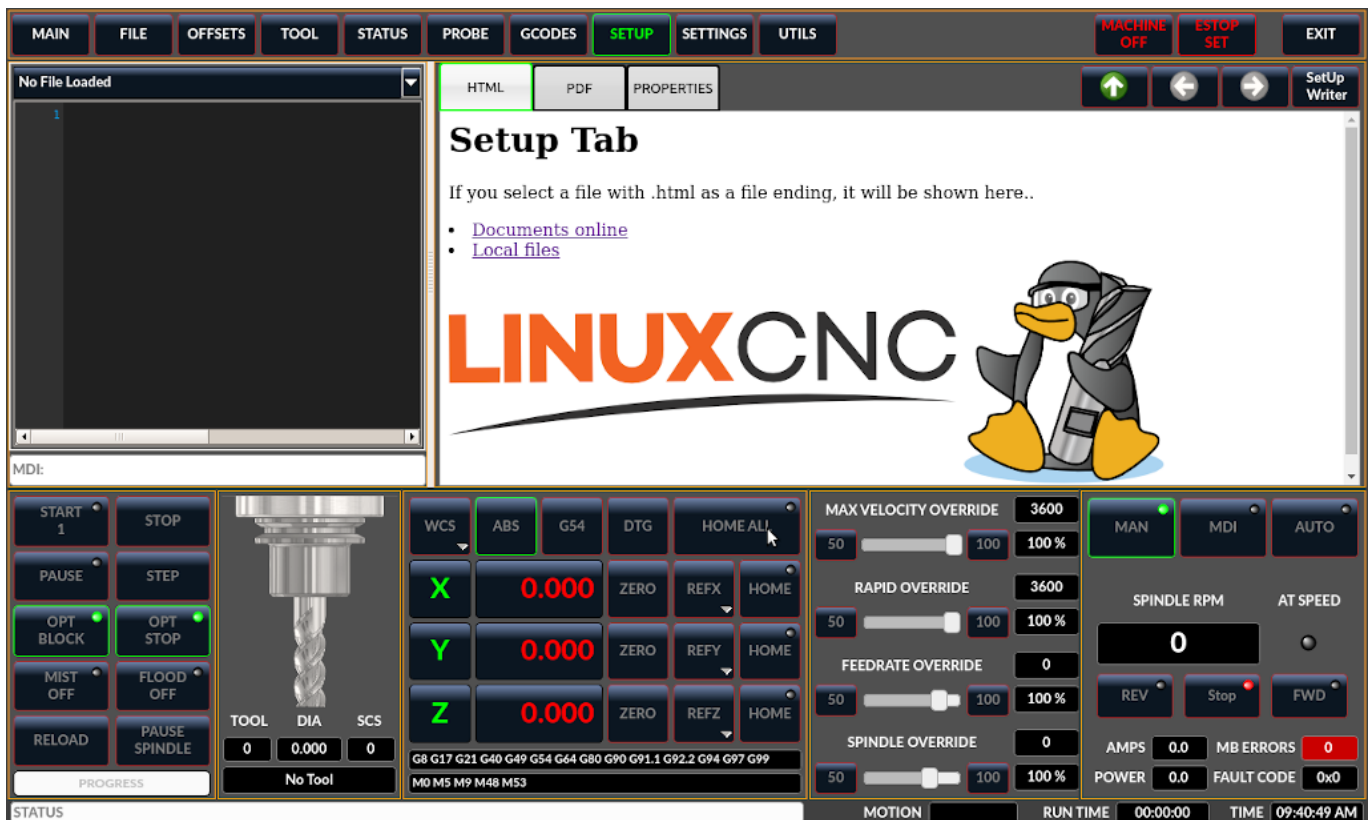 MAIN FILE OFFSETS TOOL STATUS PROBE GCODES SETUP SETTINGS UTILS MACHINE OFF ESTOP SET EXIT
No File Loaded
1
MDI:
HTML PDF PROPERTIES SetUp Writer
Setup Tab
If you select a file with .html as a file ending, it will be shown here..
• Documents online
• Local files
LINUXCNC
START 1 STOP
PAUSE STEP
OPT BLOCK OPT STOP
MIST OFF FLOOD OFF
RELOAD PAUSE SPINDLE
PROGRESS
TOOL DIA SCS
0 0.000 0
No Tool
WCS ABS G54 DTG HOME ALL
X 0.000 ZERO REFX HOME
Y 0.000 ZERO REFY HOME
Z 0.000 ZERO REFZ HOME
G8 G17 G21 G40 G49 G54 G64 G80 G90 G91.1 G92.2 G94 G97 G99
M0 M5 M9 M48 M53
MAX VELOCITY OVERRIDE 3600
50 100 100 %
RAPID OVERRIDE 3600
50 100 100 %
FEEDRATE OVERRIDE 0
50 100 100 %
SPINDLE OVERRIDE 0
50 100 100 %
MAN MDI AUTO
SPINDLE RPM AT SPEED
0
REV Stop FWD
AMPS 0.0 MB ERRORS 0
POWER 0.0 FAULT CODE 0x0
STATUS MOTION RUN TIME 00:00:00 TIME 09:40:49 AM